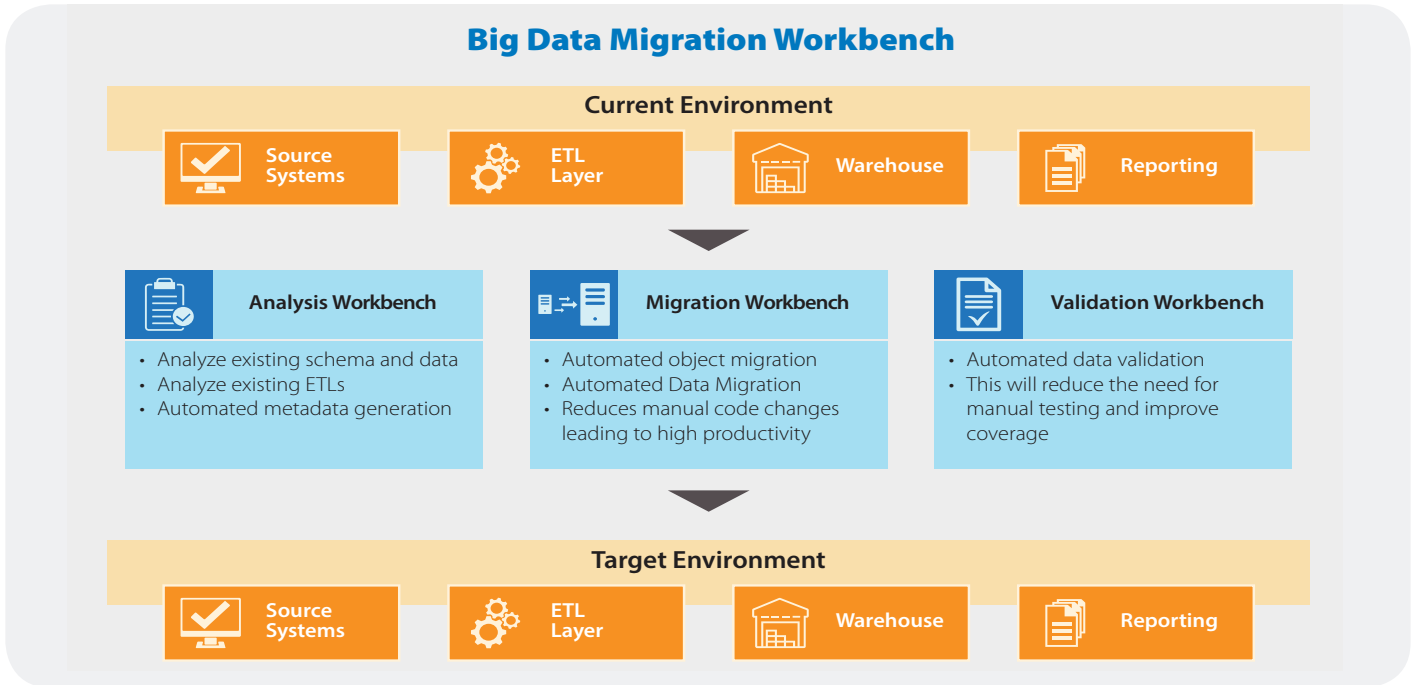 Big Data Migration Workbench
Current Environment
Source
Systems
ETL
Layer
Warehouse
Reporting
Analysis Workbench
• Analyze existing schema and data
• Analyze existing ETLs
• Automated metadata generation
Migration Workbench
• Automated object migration
• Automated Data Migration
• Reduces manual code changes
leading to high productivity
Validation Workbench
• Automated data validation
• This will reduce the need for
manual testing and improve
coverage
Target Environment
Source
Systems
ETL
Layer
Warehouse
Reporting